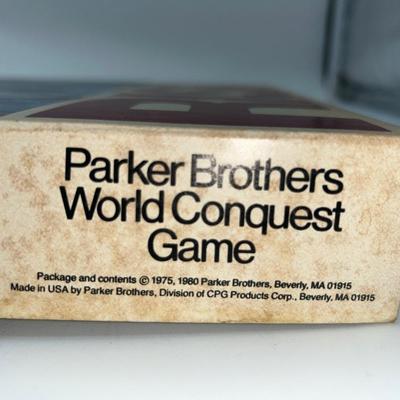 Parker Brothers
World Conquest
Game
Package and contents © 1975, 1980 Parker Brothers, Beverly, MA 01915
Made in USA by Parker Brothers, Division of CPG Products Corp., Beverly, MA 01915